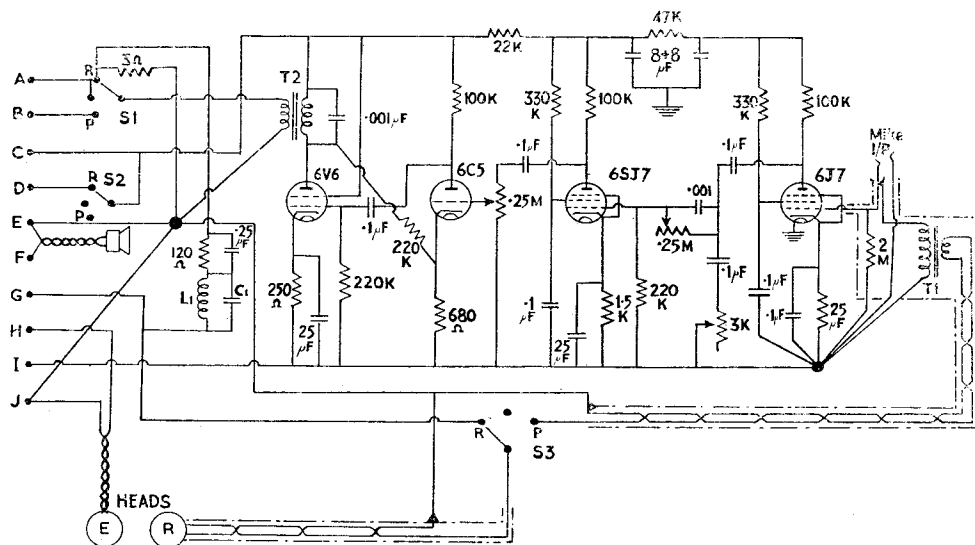 47K
22K
8+8
µF
5Ω
T2
A
R
B
P
S1
C
D
R
S2
P
E
F
G
H
I
J
.001µF
100K
330
K
100K
330
K
100K
Mike
I/P
6V6
6C5
6SJ7
6J7
.1µF
.25M
.1µF
.001
.1µF
.25M
.1µF
220
K
220K
120
Ω
.25
µF
L1
C1
250
Ω
25
µF
680
Ω
.1
µF
25
µF
1.5
K
220
K
3K
.1µF
.1µF
25
µF
2
M
T1
R
P
S3
HEADS
E
R